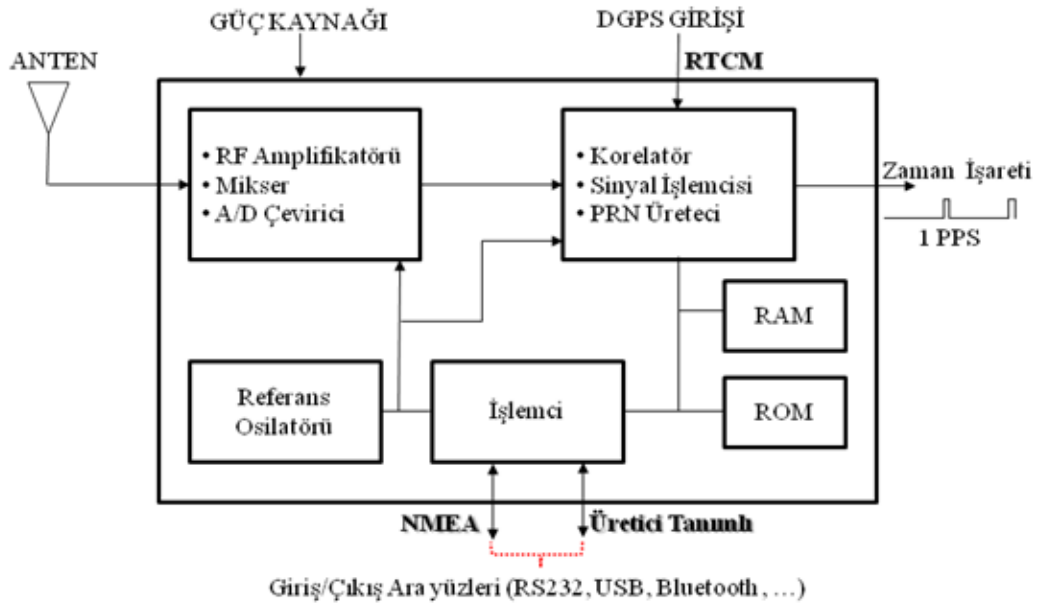 GÜÇ KAYNAĞI
DGPS GİRİŞİ
ANTEN
RTCM
• RF Amplifikatörü
• Mikser
• A/D Çevirici
• Korelatör
• Sinyal İşlemcisi
• PRN Üreteci
Zaman İşareti
1 PPS
RAM
Referans
Osilatörü
İşlemci
ROM
NMEA
Üretici Tanımlı
Giriş/Çıkış Ara yüzleri (RS232, USB, Bluetooth, …)